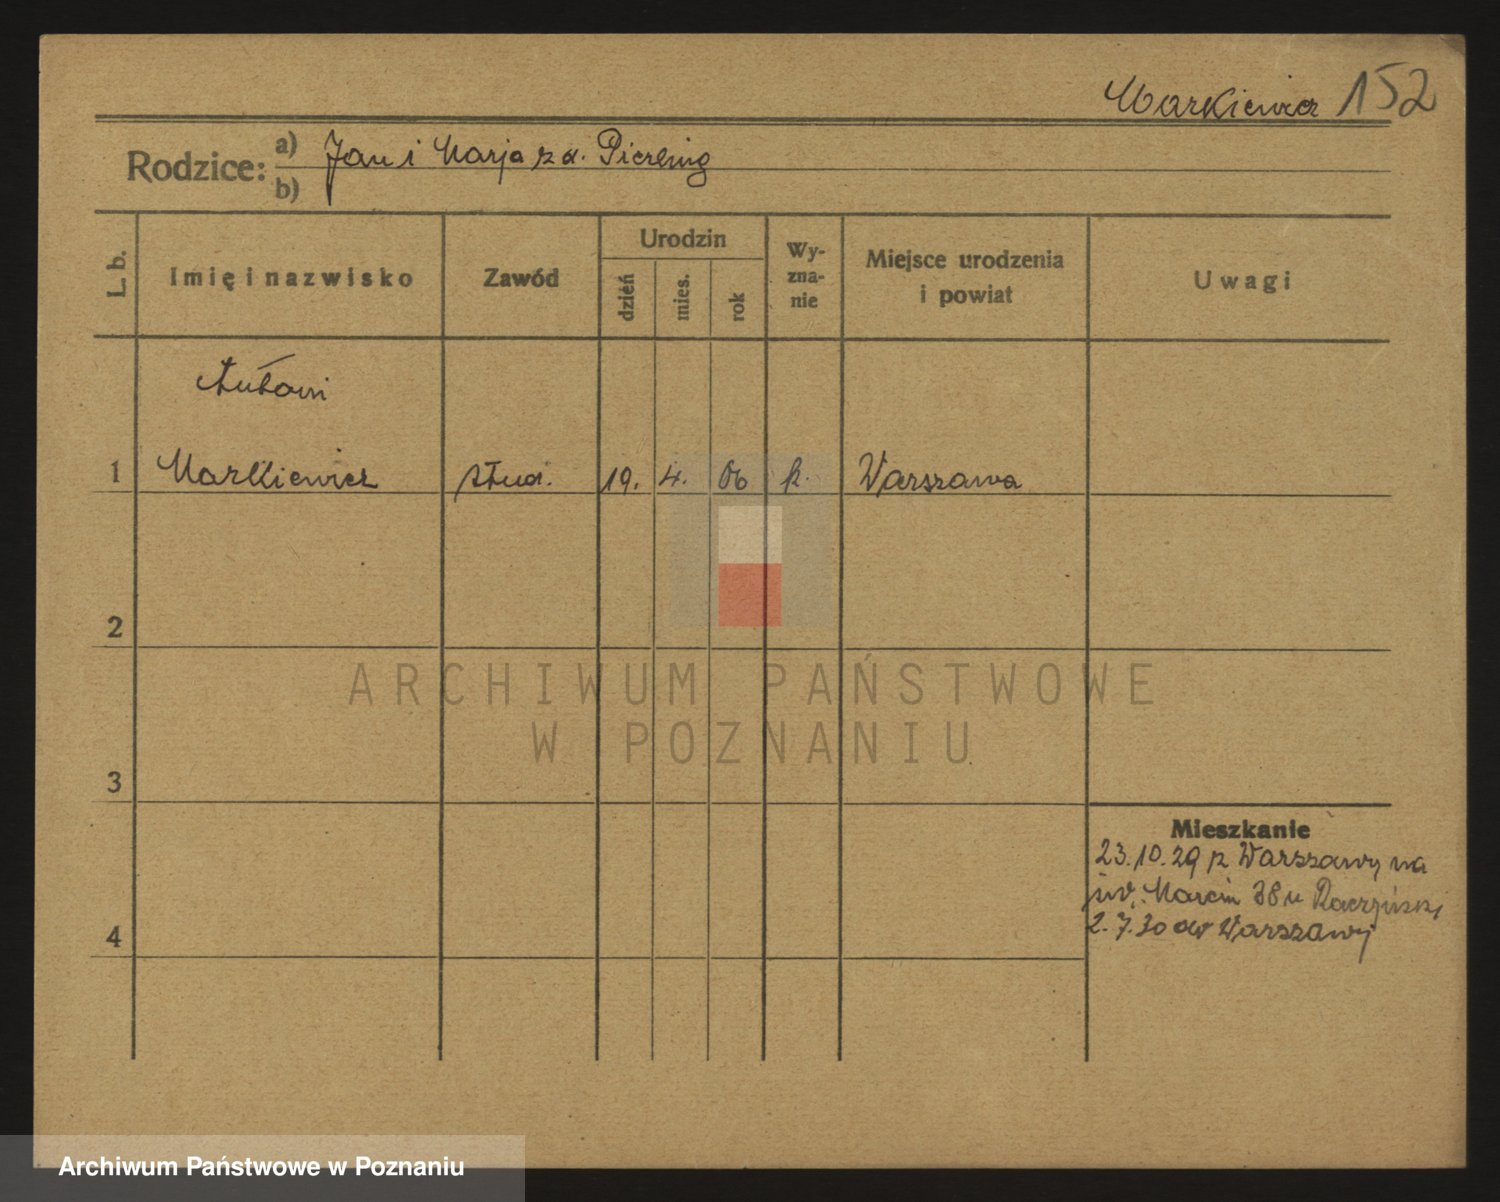 Markiewicz 152
Rodzice: a) Jan i Marja z d. Piering
b)
L. b.
Imię i nazwisko
Zawód
Urodzin
dzień
mies.
rok
Wy-
zna-
nie
Miejsce urodzenia
i powiat
Uwagi
Antoni
1 Markiewicz stud. 19. 4. 06 k. Warszawa
2
ARCHIWUM PAŃSTWOWE
W POZNANIU
3
Mieszkanie
23.10.29 z Warszawy na
św. Marcin 38 u Raczyński
4
2.7.30 do Warszawy
Archiwum Państwowe w Poznaniu